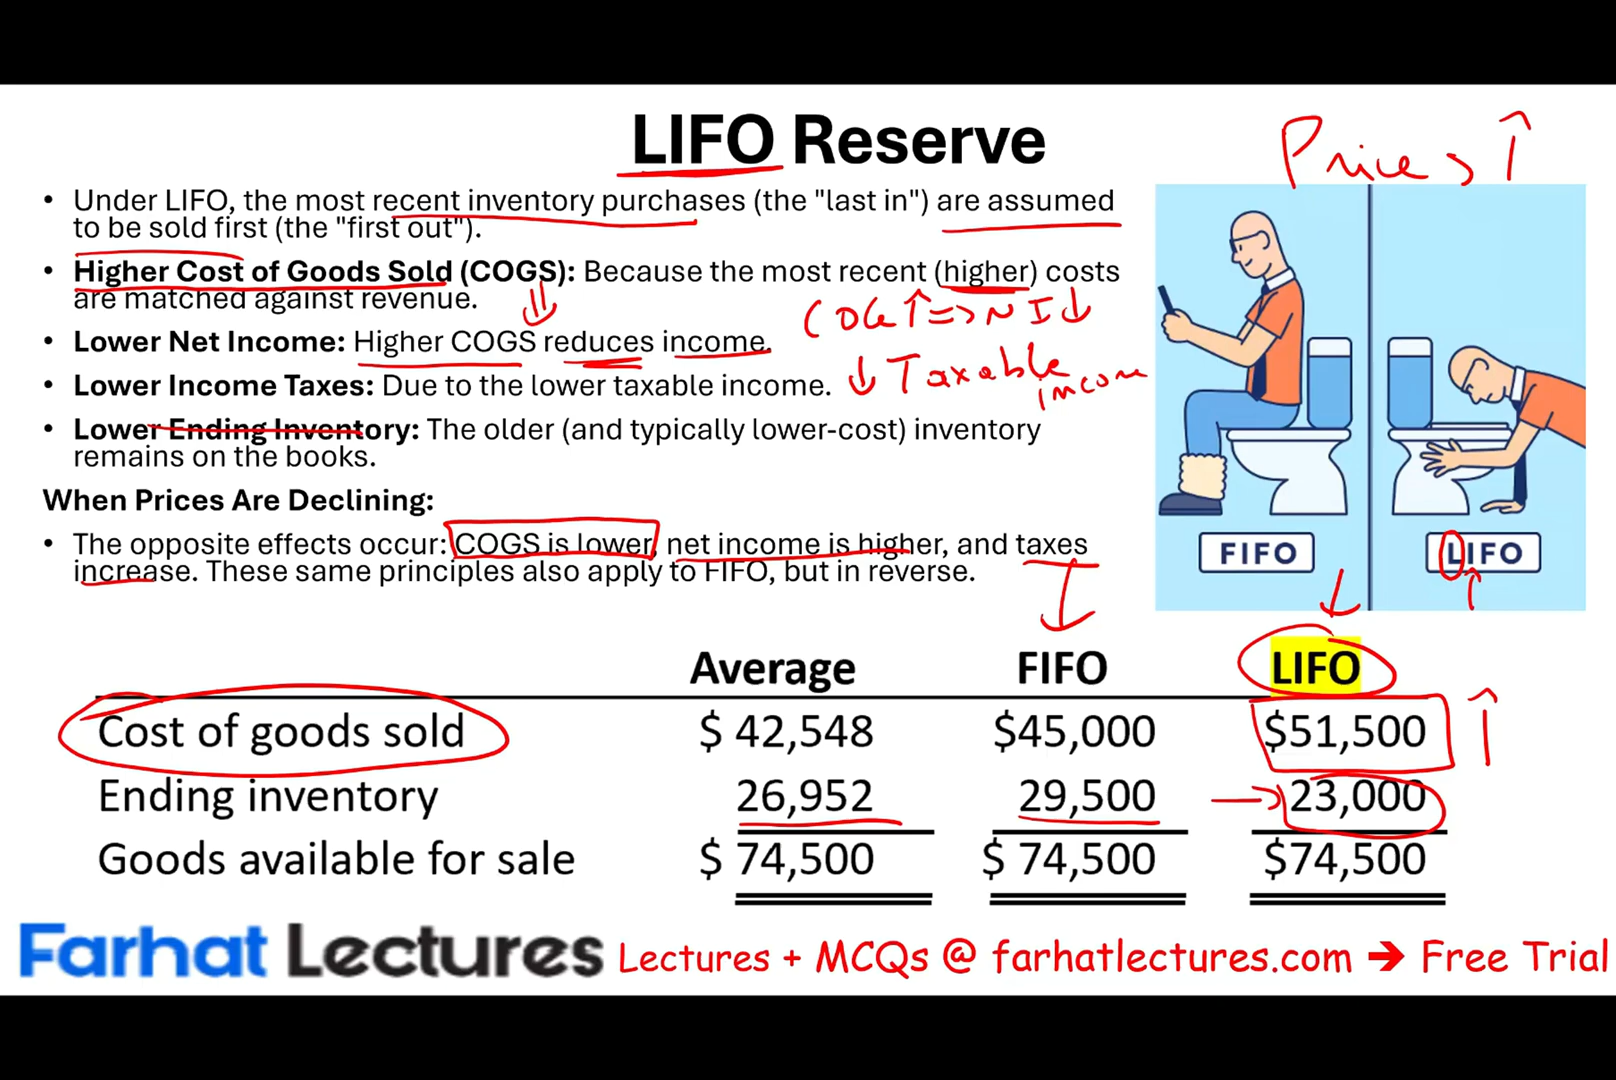 LIFO Reserve
Prices ↑
• Under LIFO, the most recent inventory purchases (the "last in") are assumed
to be sold first (the "first out").
• Higher Cost of Goods Sold (COGS): Because the most recent (higher) costs
are matched against revenue.
COG ↑ => N I ↓
• Lower Net Income: Higher COGS reduces income.
• Lower Income Taxes: Due to the lower taxable income.
↓ Taxable
income
• Lower Ending Inventory: The older (and typically lower-cost) inventory
remains on the books.
When Prices Are Declining:
• The opposite effects occur: COGS is lower, net income is higher, and taxes
increase. These same principles also apply to FIFO, but in reverse.
FIFO
LIFO
Average FIFO LIFO
Cost of goods sold $ 42,548 $45,000 $51,500
Ending inventory 26,952 29,500 23,000
Goods available for sale $ 74,500 $ 74,500 $74,500
Farhat Lectures
Lectures + MCQs @ farhatlectures.com → Free Trial